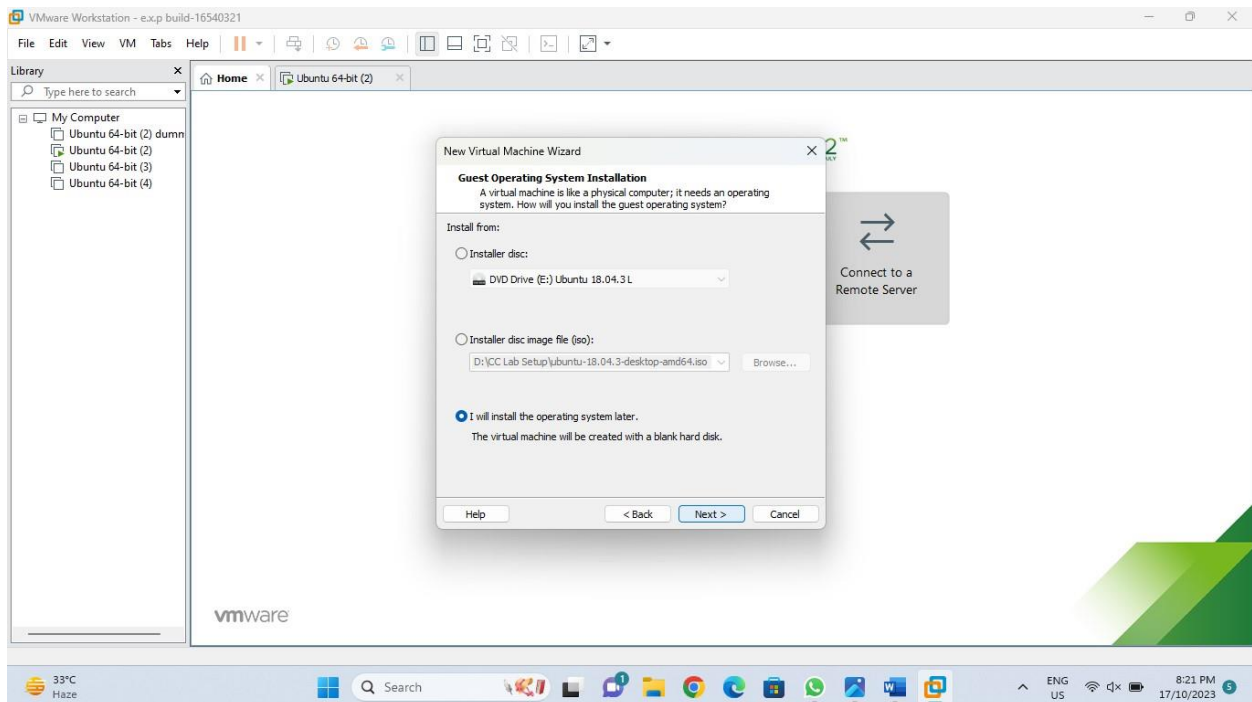 VMware Workstation - e.x.p build-16540321
File Edit View VM Tabs Help
Library
Type here to search
My Computer
Ubuntu 64-bit (2) dumm
Ubuntu 64-bit (2)
Ubuntu 64-bit (3)
Ubuntu 64-bit (4)
Home
Ubuntu 64-bit (2)
2™
New Virtual Machine Wizard
Guest Operating System Installation
A virtual machine is like a physical computer; it needs an operating
system. How will you install the guest operating system?
Install from:
Installer disc:
DVD Drive (E:) Ubuntu 18.04.3 L
Installer disc image file (iso):
D:\CC Lab Setup\ubuntu-18.04.3-desktop-amd64.iso
Browse...
I will install the operating system later.
The virtual machine will be created with a blank hard disk.
Help
< Back
Next >
Cancel
Connect to a
Remote Server
vmware
33°C
Haze
Search
1
ENG
US
8:21 PM
17/10/2023
5